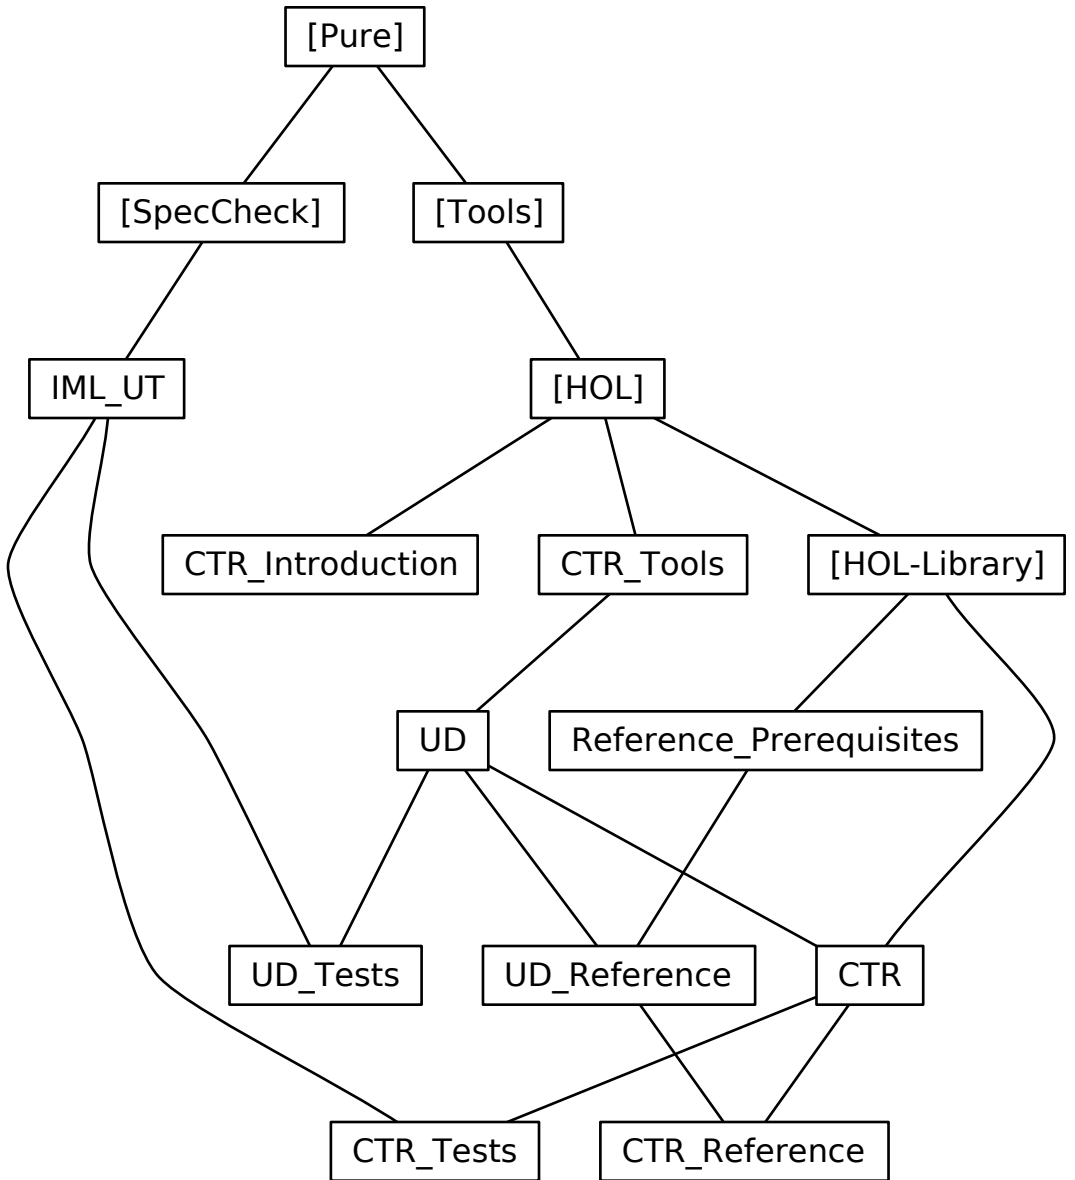 [Pure]
[SpecCheck]
[Tools]
IML_UT
[HOL]
CTR_Introduction
CTR_Tools
[HOL-Library]
UD
Reference_Prerequisites
UD_Tests
UD_Reference
CTR
CTR_Tests
CTR_Reference